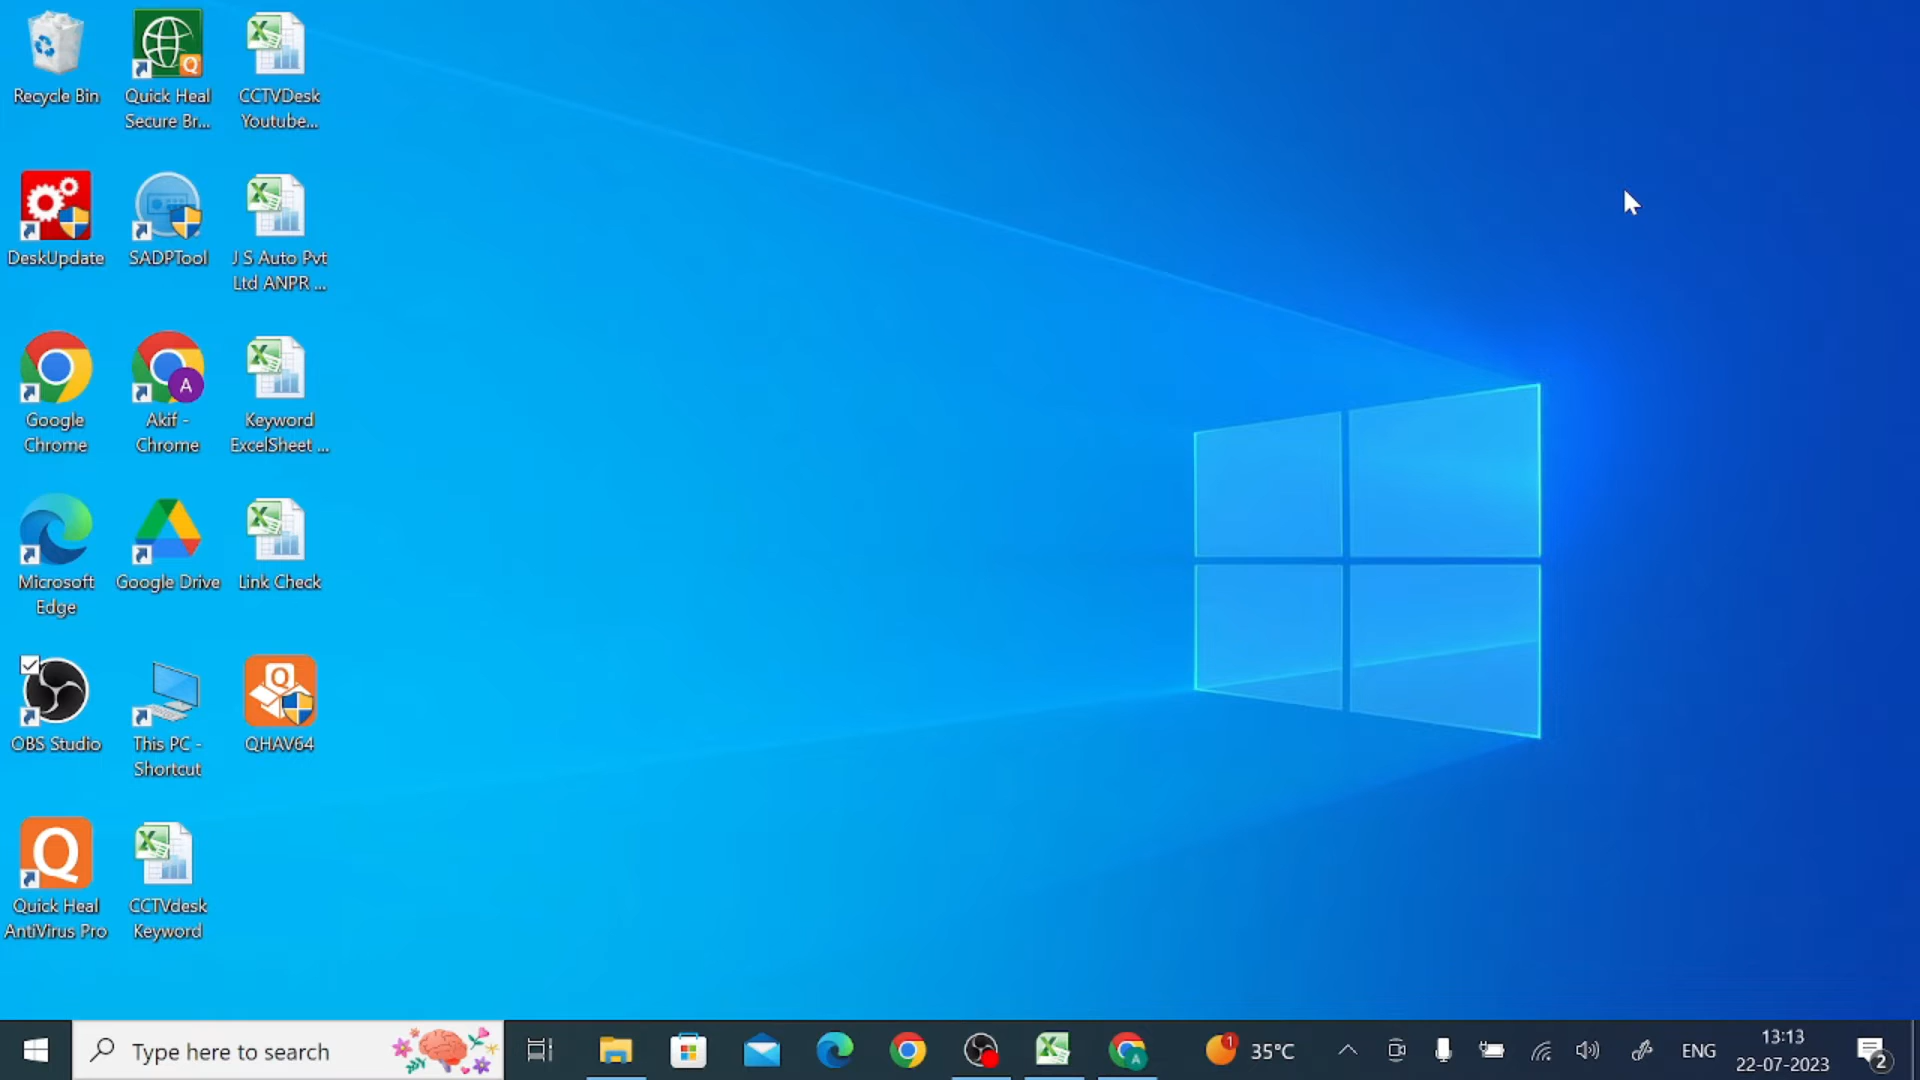 Recycle Bin
Quick Heal
Secure Br...
CCTVDesk
Youtube...
DeskUpdate
SADPTool
J S Auto Pvt
Ltd ANPR ...
Google
Chrome
A
Akif -
Chrome
Keyword
ExcelSheet ...
Microsoft
Edge
Google Drive
Link Check
OBS Studio
This PC -
Shortcut
QHAV64
Quick Heal
AntiVirus Pro
CCTVdesk
Keyword
Type here to search
A
1
35°C
ENG
13:13
22-07-2023
2